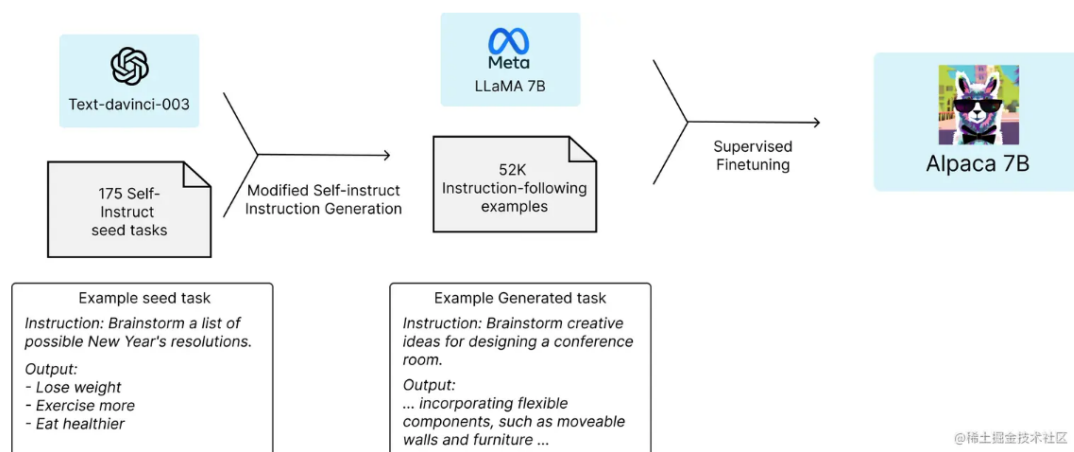 Text-davinci-003
175 Self-
Instruct
seed tasks
Modified Self-instruct
Instruction Generation
Meta
LLaMA 7B
52K
Instruction-following
examples
Supervised
Finetuning
Alpaca 7B
Example seed task
Instruction: Brainstorm a list of
possible New Year's resolutions.
Output:
- Lose weight
- Exercise more
- Eat healthier
Example Generated task
Instruction: Brainstorm creative
ideas for designing a conference
room.
Output:
... incorporating flexible
components, such as moveable
walls and furniture ...
@稀土掘金技术社区